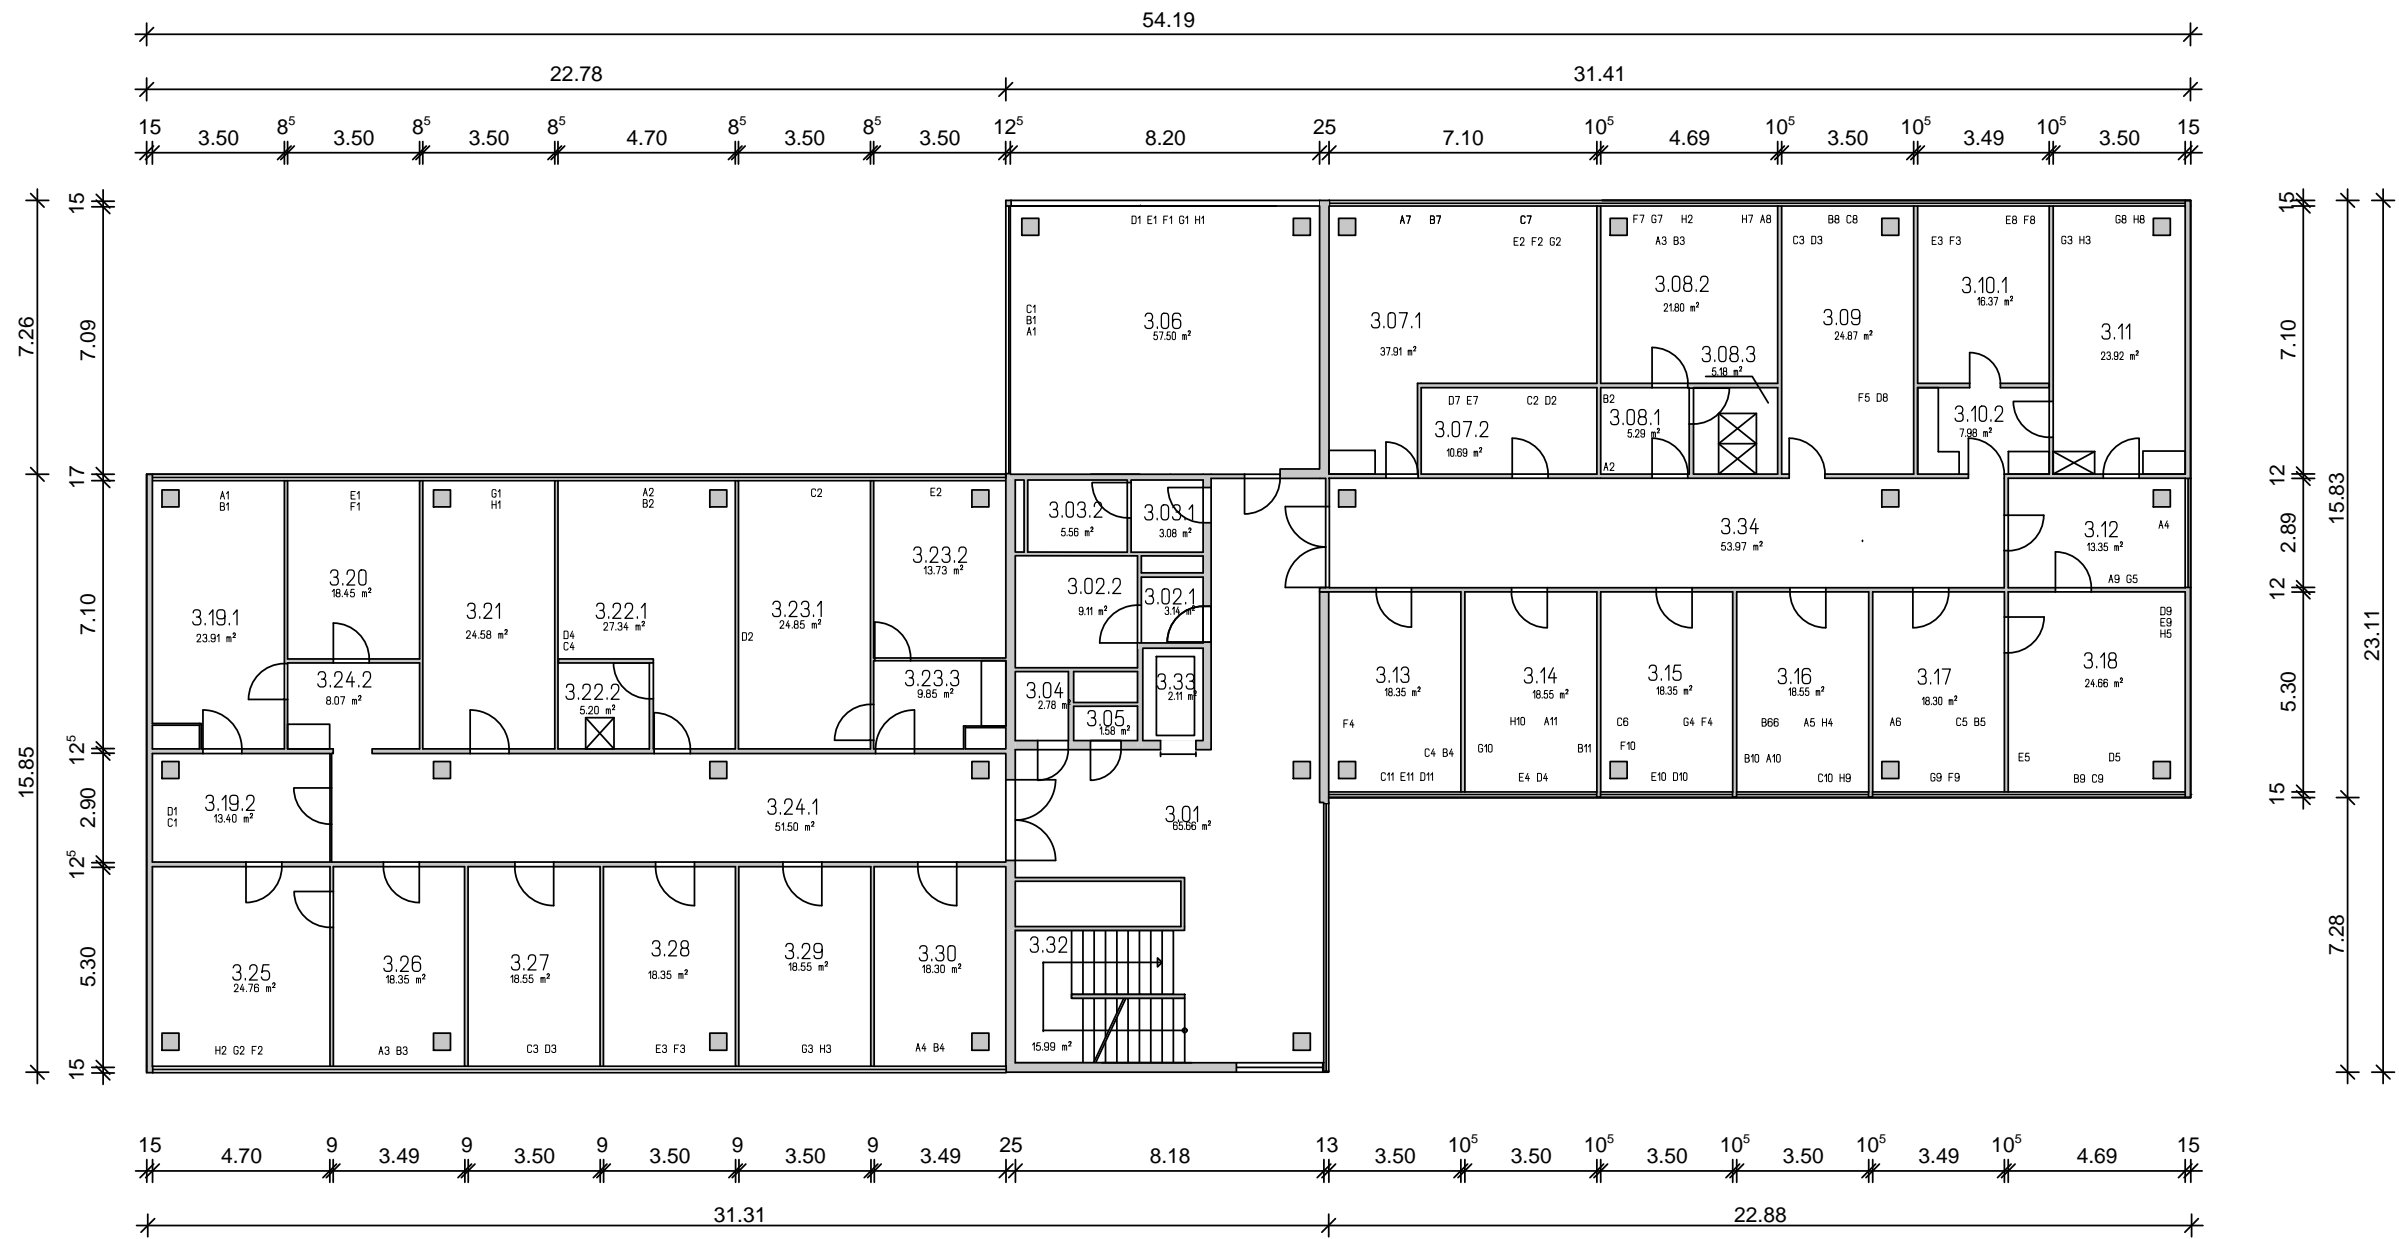 54.19
22.78 31.41
15 3.50 8⁵ 3.50 8⁵ 3.50 8⁵ 4.70 8⁵ 3.50 8⁵ 3.50 12⁵ 8.20 25 7.10 10⁵ 4.69 10⁵ 3.50 10⁵ 3.49 10⁵ 3.50 15
7.26
15.85
15
7.09
17
7.10
12⁵
2.90
12⁵
5.30
15
D1 E1 F1 G1 H1
C1
B1
A1
3.06
57.50 m²
A7 B7 C7
E2 F2 G2
3.07.1
37.91 m²
D7 E7 C2 D2
3.07.2
10.69 m²
F7 G7 H2 H7 A8
A3 B3
3.08.2
21.80 m²
3.08.3
5.18 m²
B2
3.08.1
5.29 m²
A2
B8 C8
C3 D3
3.09
24.87 m²
F5 D8
E8 F8
E3 F3
3.10.1
16.37 m²
3.10.2
7.98 m²
G8 H8
G3 H3
3.11
23.92 m²
A1
B1
3.19.1
23.91 m²
E1
F1
3.20
18.45 m²
3.24.2
8.07 m²
G1
H1
3.21
24.58 m²
A2
B2
3.22.1
27.34 m²
D4
C4
3.22.2
5.20 m²
C2
D2
3.23.1
24.85 m²
E2
3.23.2
13.73 m²
3.23.3
9.85 m²
3.03.2
5.56 m²
3.03.1
3.08 m²
3.02.2
9.11 m²
3.02.1
3.14 m²
3.04
2.78 m²
3.05
1.58 m²
3.33
2.11 m²
3.34
53.97 m²
3.12
13.35 m²
A4
A9 G5
3.13
18.35 m²
F4
C4 B4
C11 E11 D11
3.14
18.55 m²
H10 A11
G10 B11
E4 D4
3.15
18.35 m²
C6 G4 F4
F10
E10 D10
3.16
18.55 m²
B66 A5 H4
B10 A10
C10 H9
3.17
18.30 m²
A6 C5 B5
G9 F9
D9
E9
H5
3.18
24.66 m²
E5 D5
B9 C9
D1
C1
3.19.2
13.40 m²
3.24.1
51.50 m²
3.01
65.66 m²
3.25
24.76 m²
H2 G2 F2
3.26
18.35 m²
A3 B3
3.27
18.55 m²
C3 D3
3.28
18.35 m²
E3 F3
3.29
18.55 m²
G3 H3
3.30
18.30 m²
A4 B4
3.32
15.99 m²
15
7.10
12
2.89
12
5.30
15
15.83
7.28
23.11
15 4.70 9 3.49 9 3.50 9 3.50 9 3.50 9 3.49 25 8.18 13 3.50 10⁵ 3.50 10⁵ 3.50 10⁵ 3.50 10⁵ 3.49 10⁵ 4.69 15
31.31 22.88